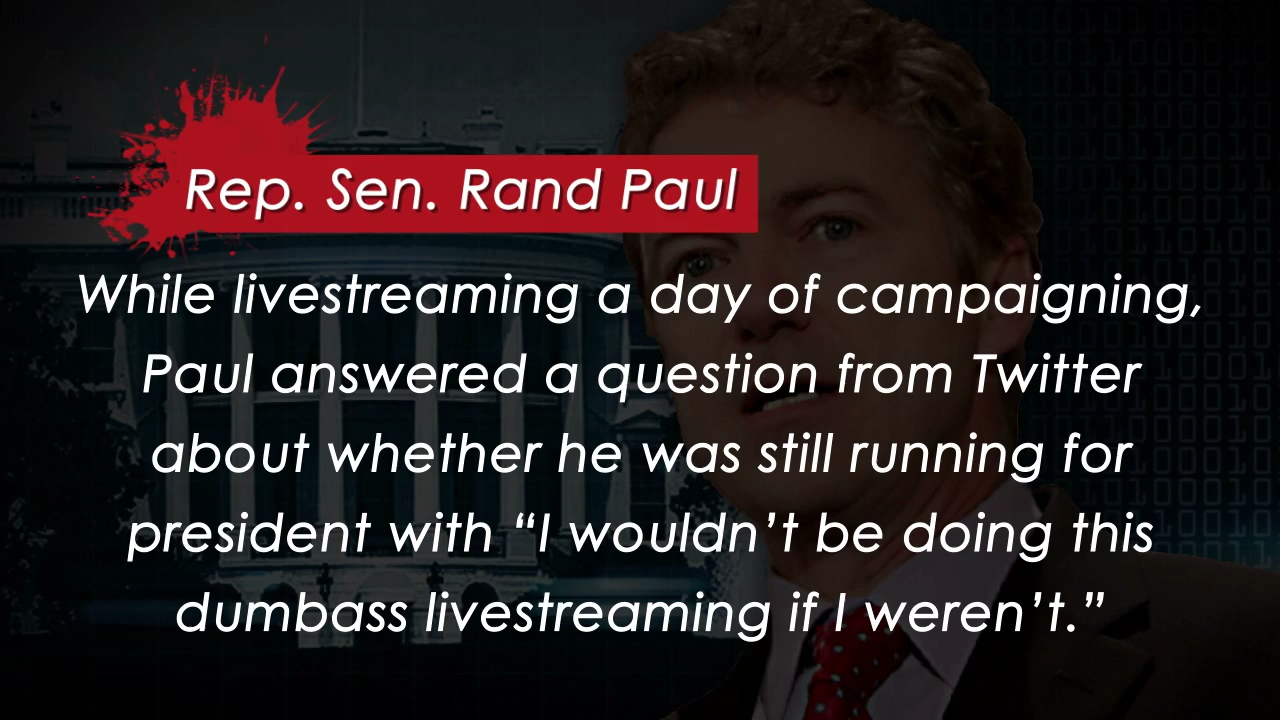 Rep. Sen. Rand Paul
While livestreaming a day of campaigning,
Paul answered a question from Twitter
about whether he was still running for
president with “I wouldn’t be doing this
dumbass livestreaming if I weren’t.”